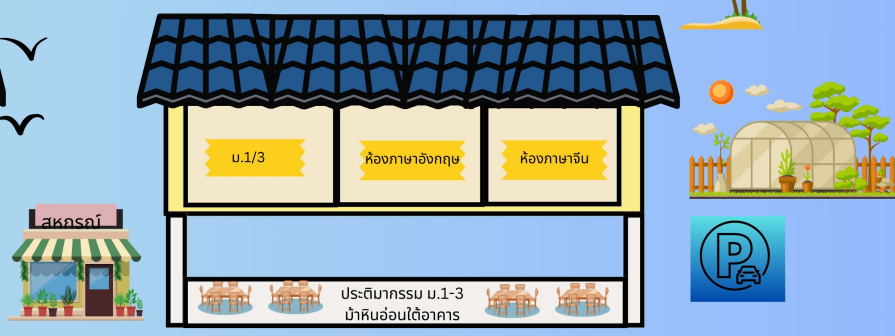 ม.1/3
ห้องภาษาอังกฤษ
ห้องภาษาจีน
สหกรณ์
P
ประติมากรรม ม.1-3
ม้าหินอ่อนใต้อาคาร